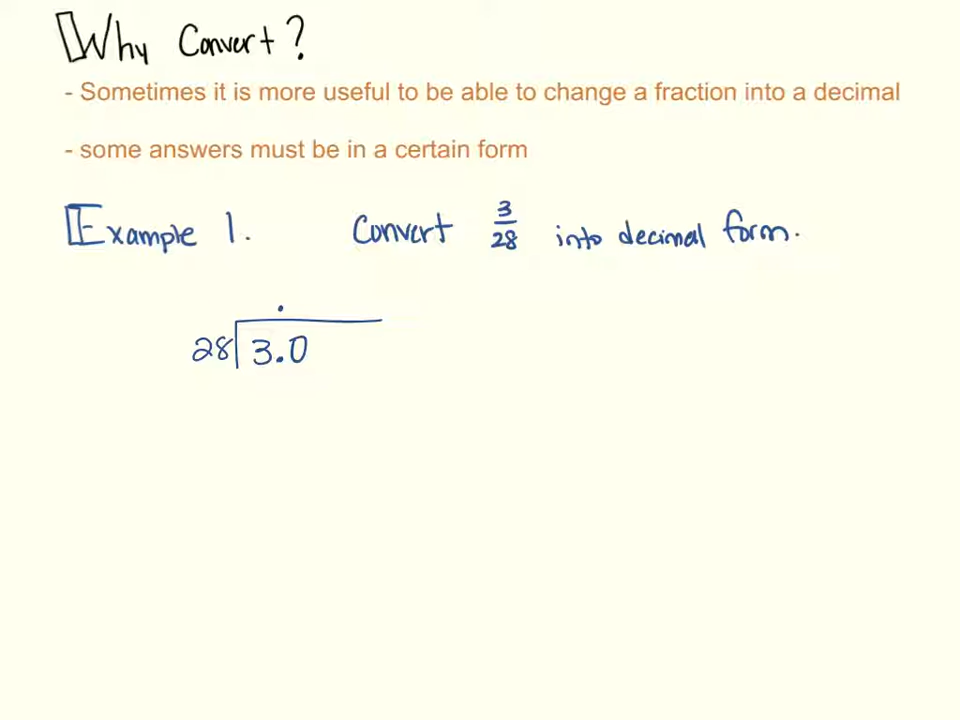 Why Convert?
- Sometimes it is more useful to be able to change a fraction into a decimal
- some answers must be in a certain form
Example 1. Convert 3/28 into decimal form.
.
28 3.0